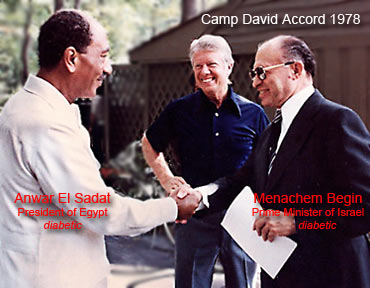 Camp David Accord 1978
Anwar El Sadat
President of Egypt
diabetic
Menachem Begin
Prime Minister of Israel
diabetic